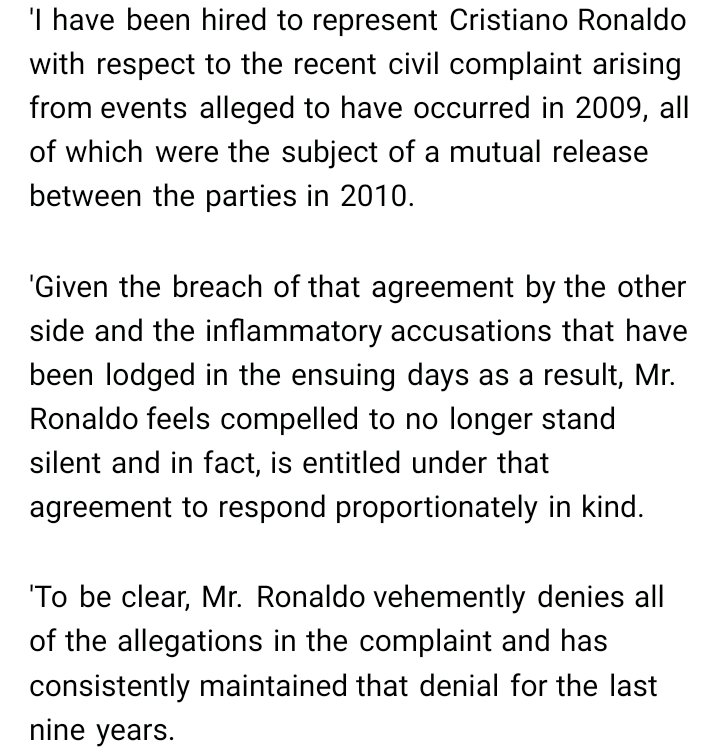 'I have been hired to represent Cristiano Ronaldo
with respect to the recent civil complaint arising
from events alleged to have occurred in 2009, all
of which were the subject of a mutual release
between the parties in 2010.
'Given the breach of that agreement by the other
side and the inflammatory accusations that have
been lodged in the ensuing days as a result, Mr.
Ronaldo feels compelled to no longer stand
silent and in fact, is entitled under that
agreement to respond proportionately in kind.
'To be clear, Mr. Ronaldo vehemently denies all
of the allegations in the complaint and has
consistently maintained that denial for the last
nine years.